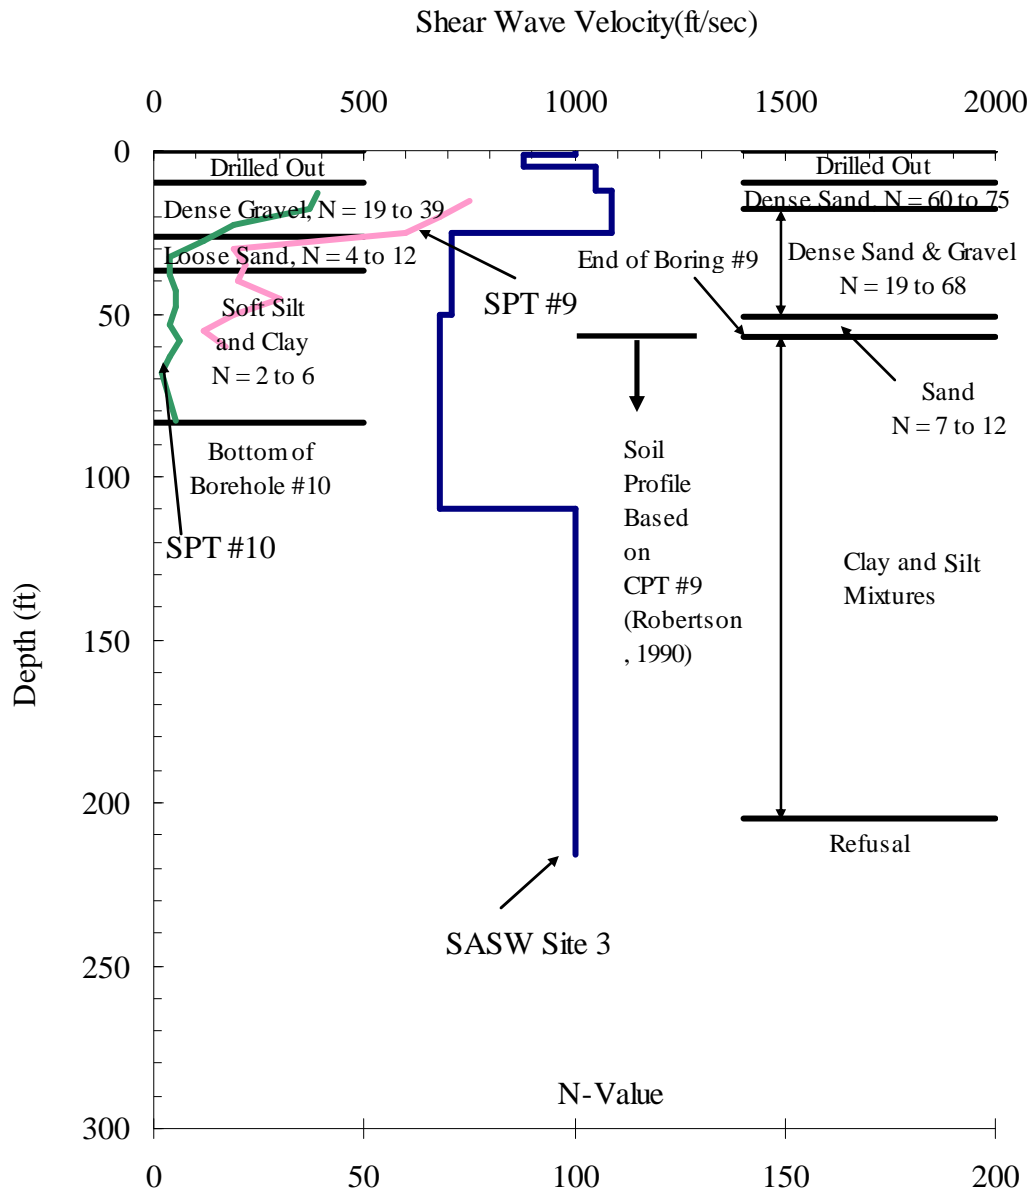 Shear Wave Velocity(ft/sec)
0 500 1000 1500 2000
0
50
100
150
200
250
300
Depth (ft)
Drilled Out
Dense Gravel, N = 19 to 39
Loose Sand, N = 4 to 12
Soft Silt
and Clay
N = 2 to 6
Bottom of
Borehole #10
SPT #10
SPT #9
End of Boring #9
Soil
Profile
Based
on
CPT #9
(Robertson
, 1990)
Drilled Out
Dense Sand, N = 60 to 75
Dense Sand & Gravel
N = 19 to 68
Sand
N = 7 to 12
Clay and Silt
Mixtures
Refusal
SASW Site 3
N-Value
0 50 100 150 200